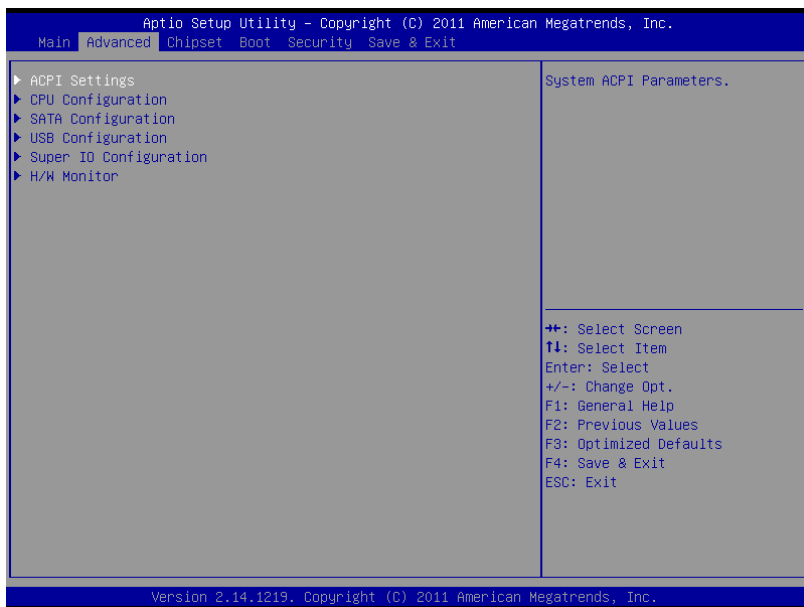 Aptio Setup Utility – Copyright (C) 2011 American Megatrends, Inc.
Main Advanced Chipset Boot Security Save & Exit
ACPI Settings
CPU Configuration
SATA Configuration
USB Configuration
Super IO Configuration
H/W Monitor
System ACPI Parameters.
→←: Select Screen
↑↓: Select Item
Enter: Select
+/-: Change Opt.
F1: General Help
F2: Previous Values
F3: Optimized Defaults
F4: Save & Exit
ESC: Exit
Version 2.14.1219. Copyright (C) 2011 American Megatrends, Inc.